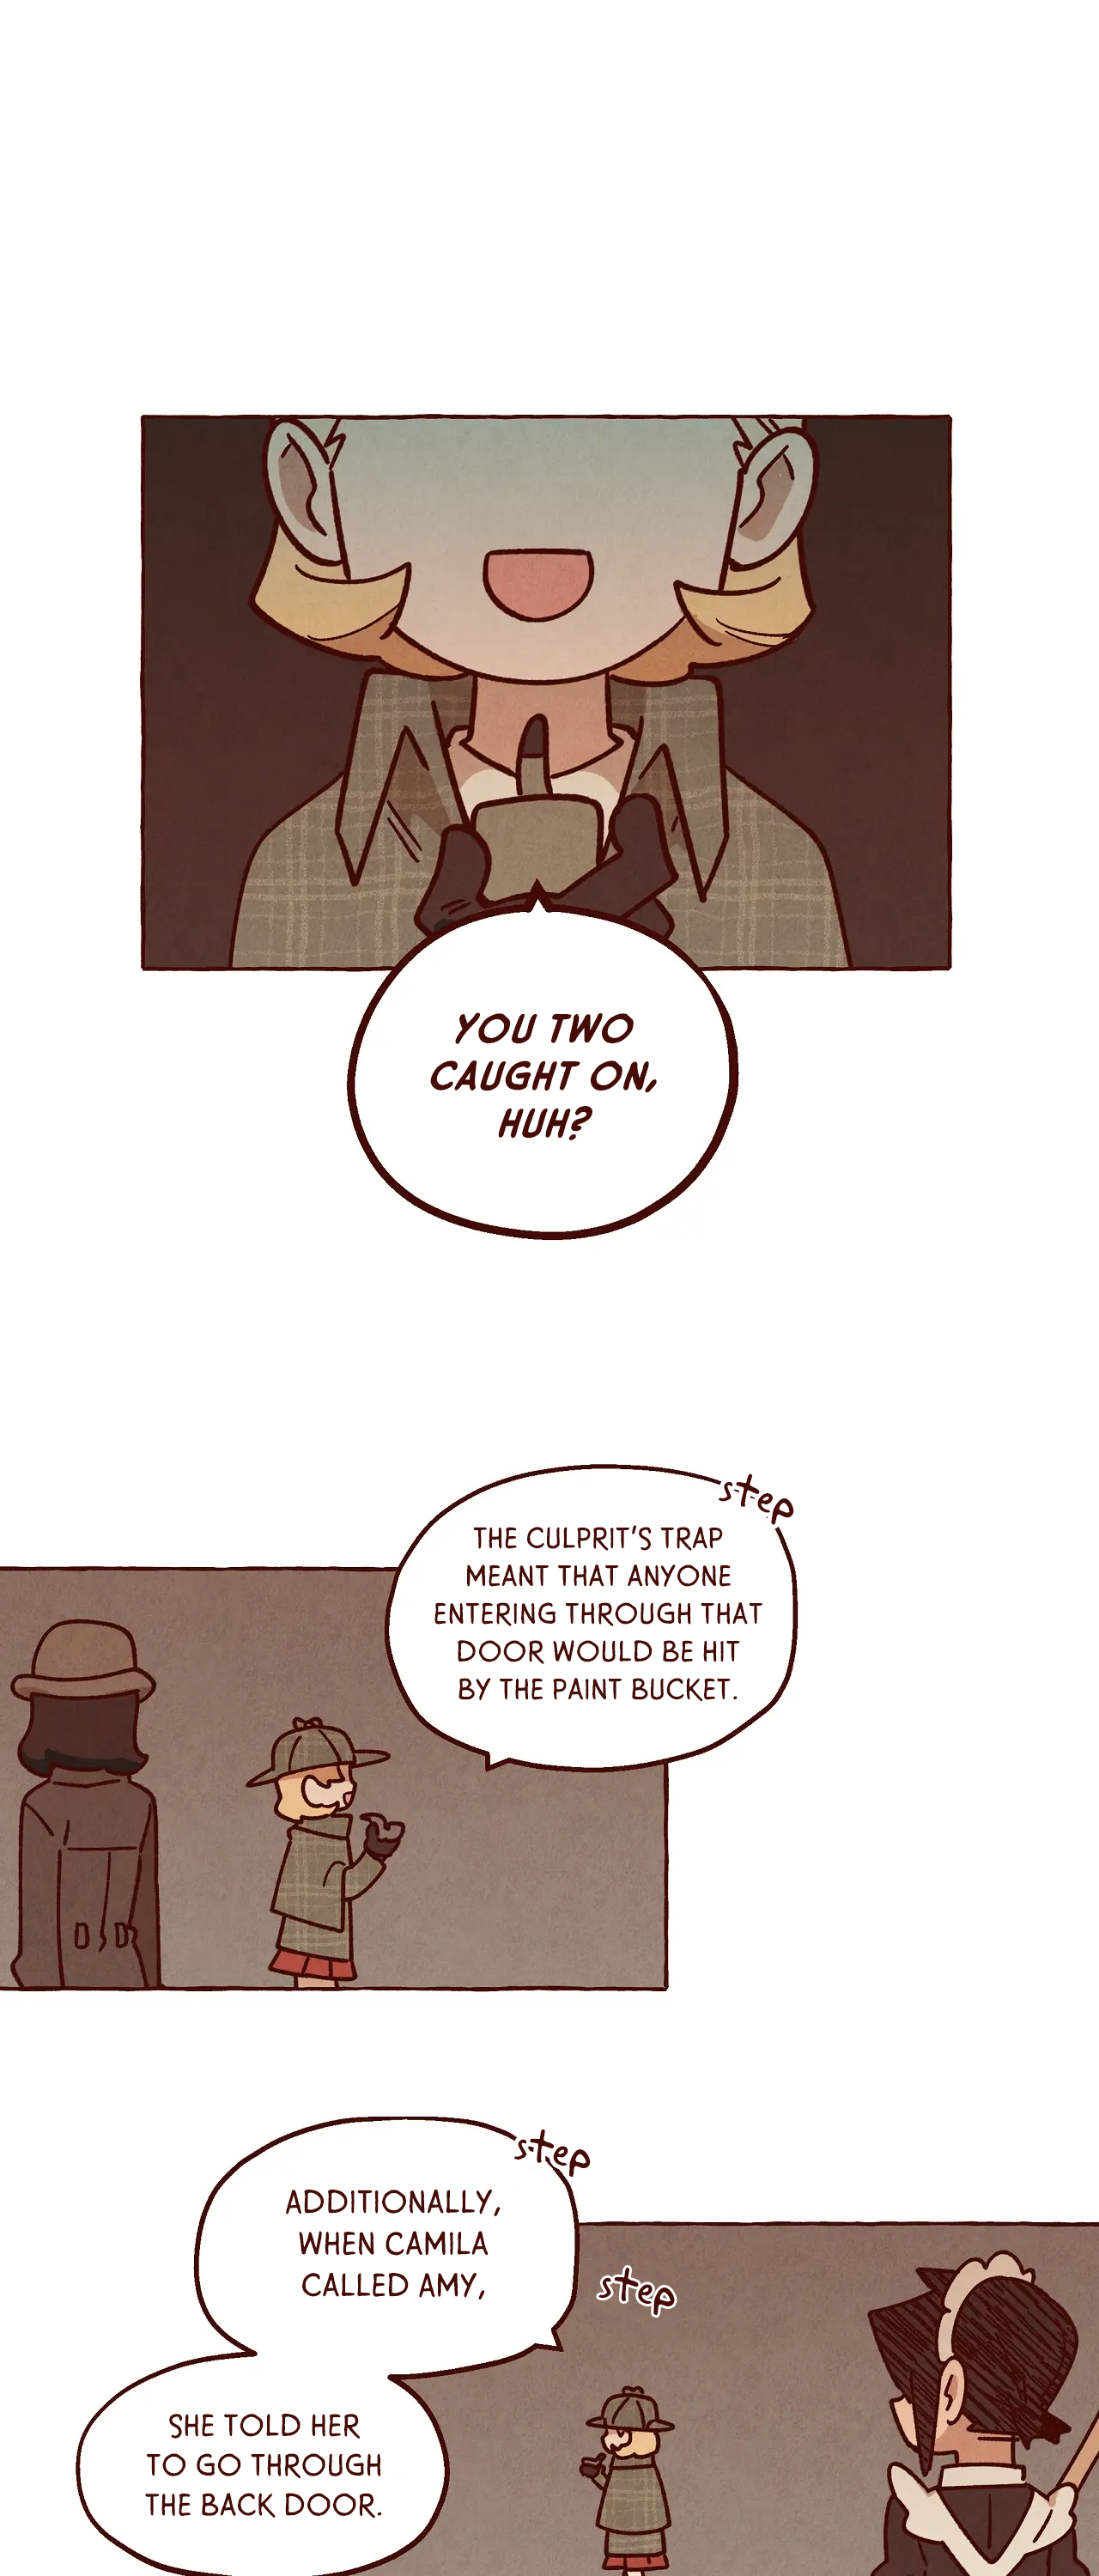 YOU TWO
CAUGHT ON,
HUH?
step
THE CULPRIT'S TRAP
MEANT THAT ANYONE
ENTERING THROUGH THAT
DOOR WOULD BE HIT
BY THE PAINT BUCKET.
step
ADDITIONALLY,
WHEN CAMILA
CALLED AMY,
step
SHE TOLD HER
TO GO THROUGH
THE BACK DOOR.